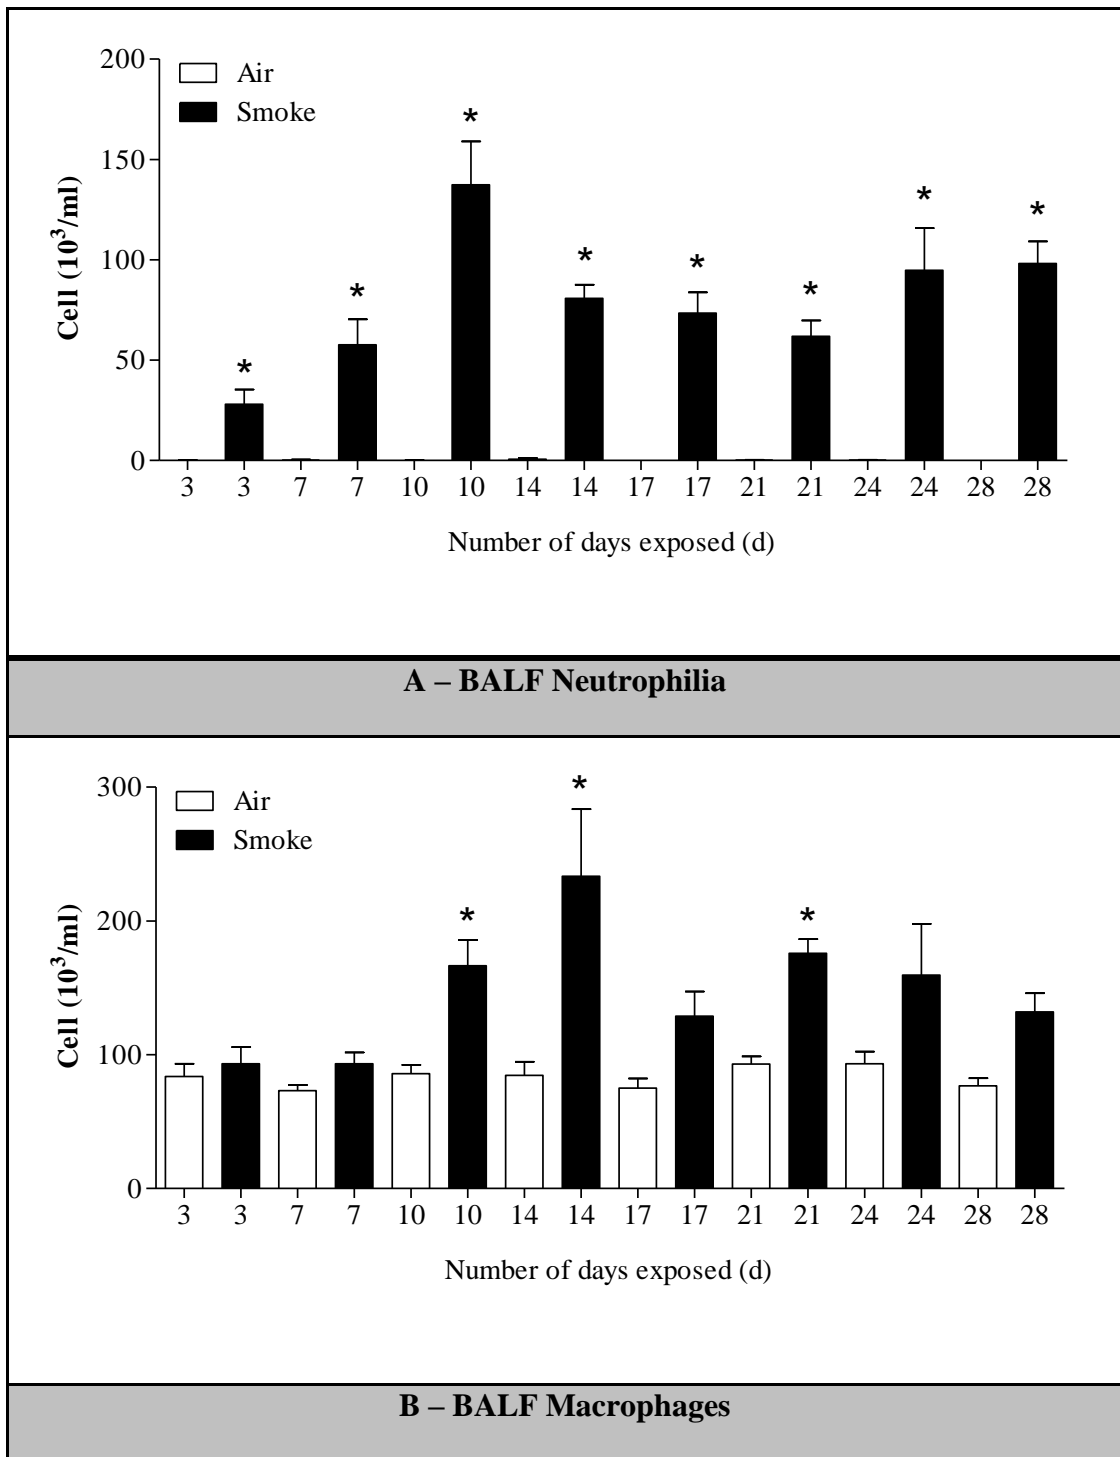 200
Air
Smoke
*
*
*
150
*
*
*
*
*
100
50
0
Cell (10³/ml)
3 3 7 7 10 10 14 14 17 17 21 21 24 24 28 28
Number of days exposed (d)
A – BALF Neutrophilia
300
Air
Smoke
*
*
*
200
100
0
Cell (10³/ml)
3 3 7 7 10 10 14 14 17 17 21 21 24 24 28 28
Number of days exposed (d)
B – BALF Macrophages